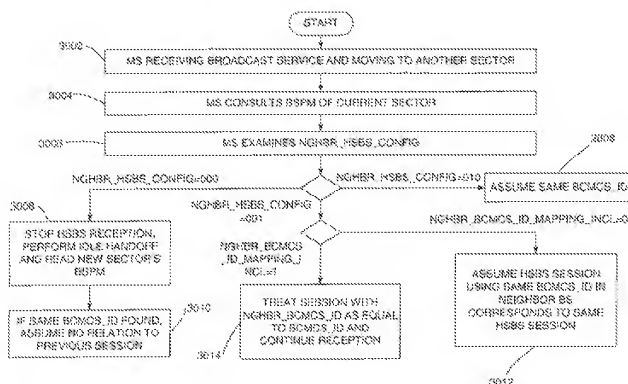 START
3002
MS RECEIVING BROADCAST SERVICE AND MOVING TO ANOTHER SECTOR
3004
MS CONSULTS BSPM OF CURRENT SECTOR
3006
MS EXAMINES NGHBR_HSBS_CONFIG
NGHBR_HSBS_CONFIG=000
NGHBR_HSBS_CONFIG=010
3008
ASSUME SAME BCMCS_ID
3008
STOP HSBS RECEPTION,
PERFORM IDLE HANDOFF
AND READ NEW SECTOR'S
BSPM
NGHBR_HSBS_CONFIG
=001
NGHBR_BCMCS_ID_MAPPING_INCL=0
NGHBR_BCMCS
_ID_MAPPING_I
NCL=1
3010
IF SAME BCMCS_ID FOUND,
ASSUME NO RELATION TO
PREVIOUS SESSION
3014
TREAT SESSION WITH
NGHBR_BCMCS_ID AS EQUAL
TO BCMCS_ID AND
CONTINUE RECEPTION
ASSUME HSBS SESSION
USING SAME BCMCS_ID IN
NEIGHBOR BS
CORRESPONDS TO SAME
HSBS SESSION
3012